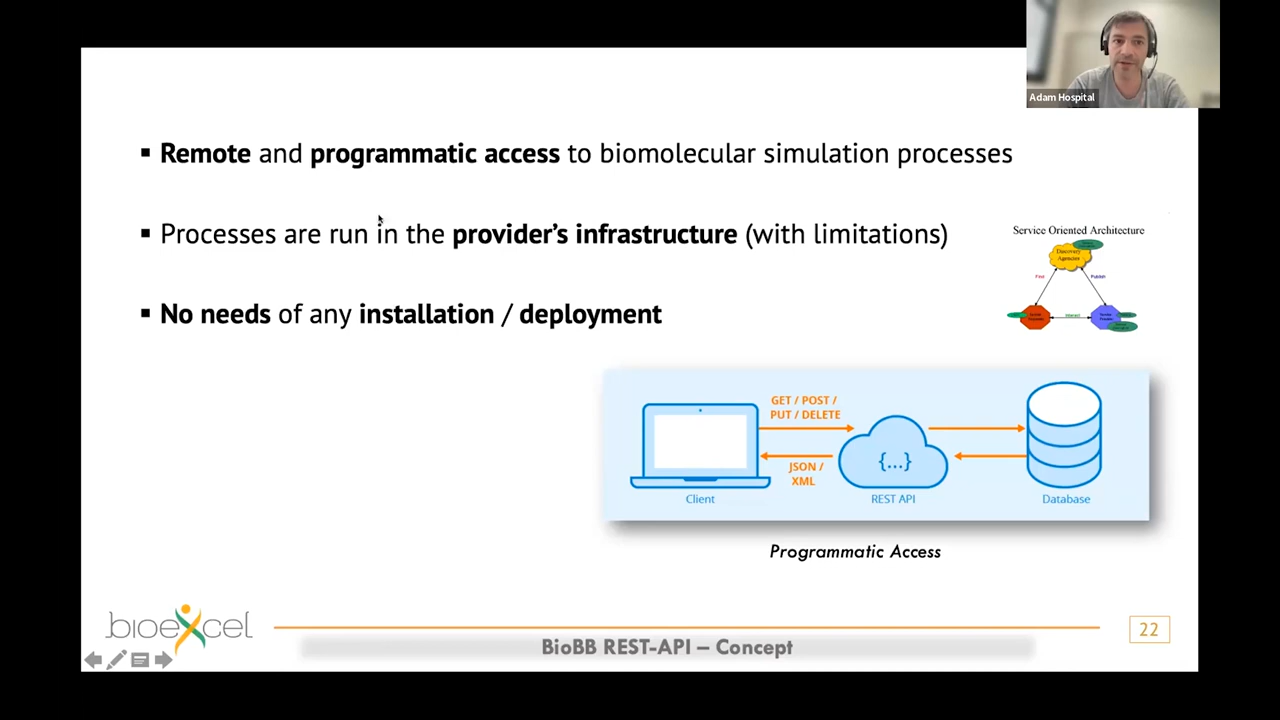 Adam Hospital
▪ Remote and programmatic access to biomolecular simulation processes
▪ Processes are run in the provider's infrastructure (with limitations)
▪ No needs of any installation / deployment
Service Oriented Architecture
Discovery
Agencies
Find
Publish
Interact
GET / POST /
PUT / DELETE
{...}
JSON /
XML
Client
REST API
Database
Programmatic Access
bioexcel
BioBB REST-API – Concept
22